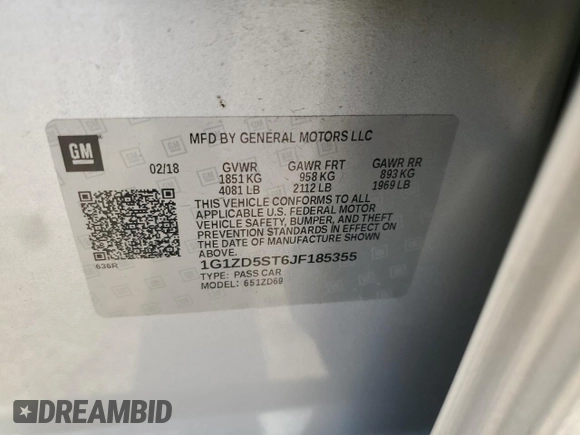 GM
MFD BY GENERAL MOTORS LLC
02/18 GVWR GAWR FRT GAWR RR
1851 KG 958 KG 893 KG
4081 LB 2112 LB 1969 LB
THIS VEHICLE CONFORMS TO ALL
APPLICABLE U.S. FEDERAL MOTOR
VEHICLE SAFETY, BUMPER, AND THEFT
PREVENTION STANDARDS IN EFFECT ON
THE DATE OF MANUFACTURE SHOWN
ABOVE.
636R
1G1ZD5ST6JF185355
TYPE: PASS CAR
MODEL: 651ZD69
DREAMBID